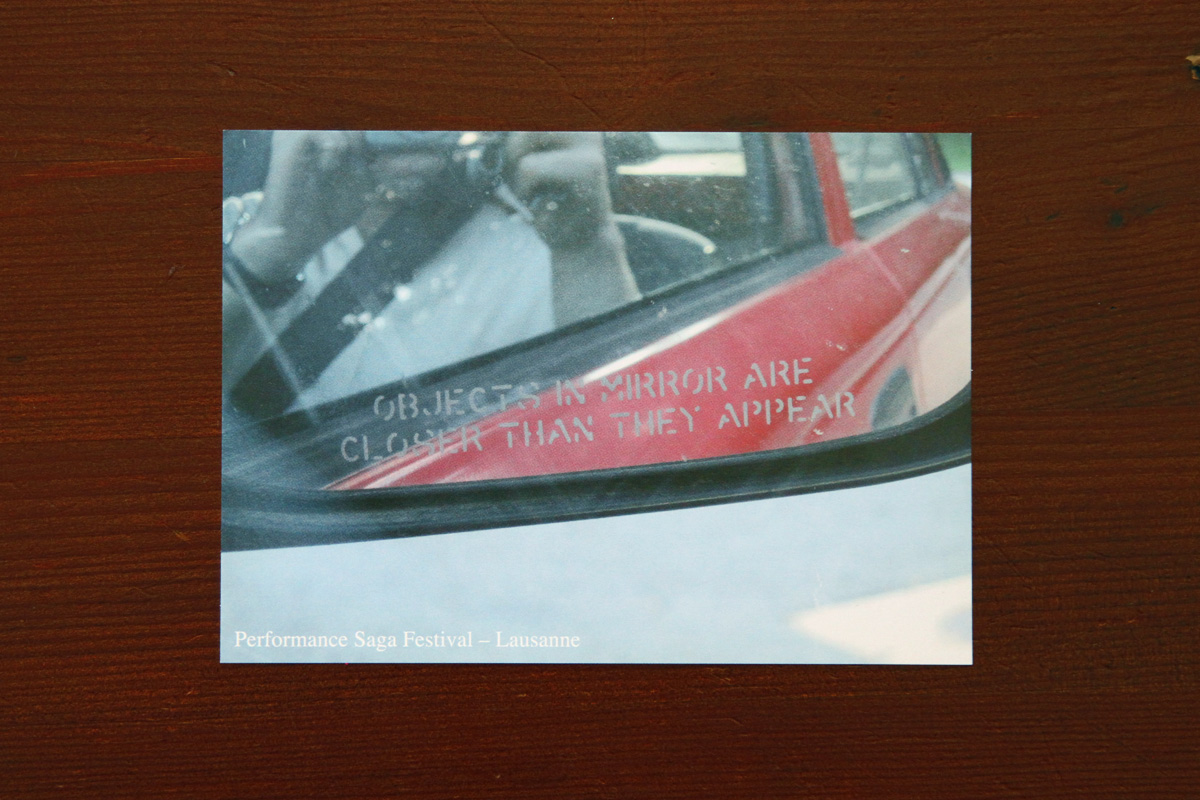 OBJECTS IN MIRROR ARE
CLOSER THAN THEY APPEAR
Performance Saga Festival – Lausanne